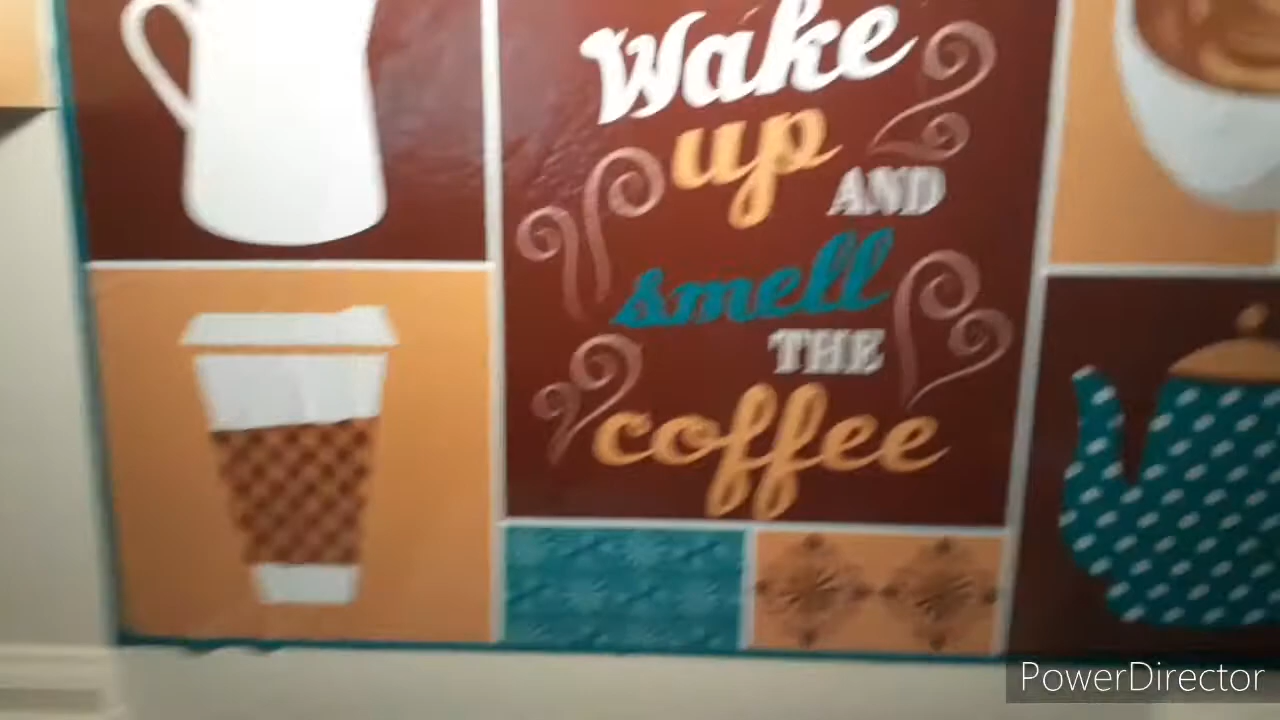 Wake
up
AND
smell
THE
coffee
PowerDirector